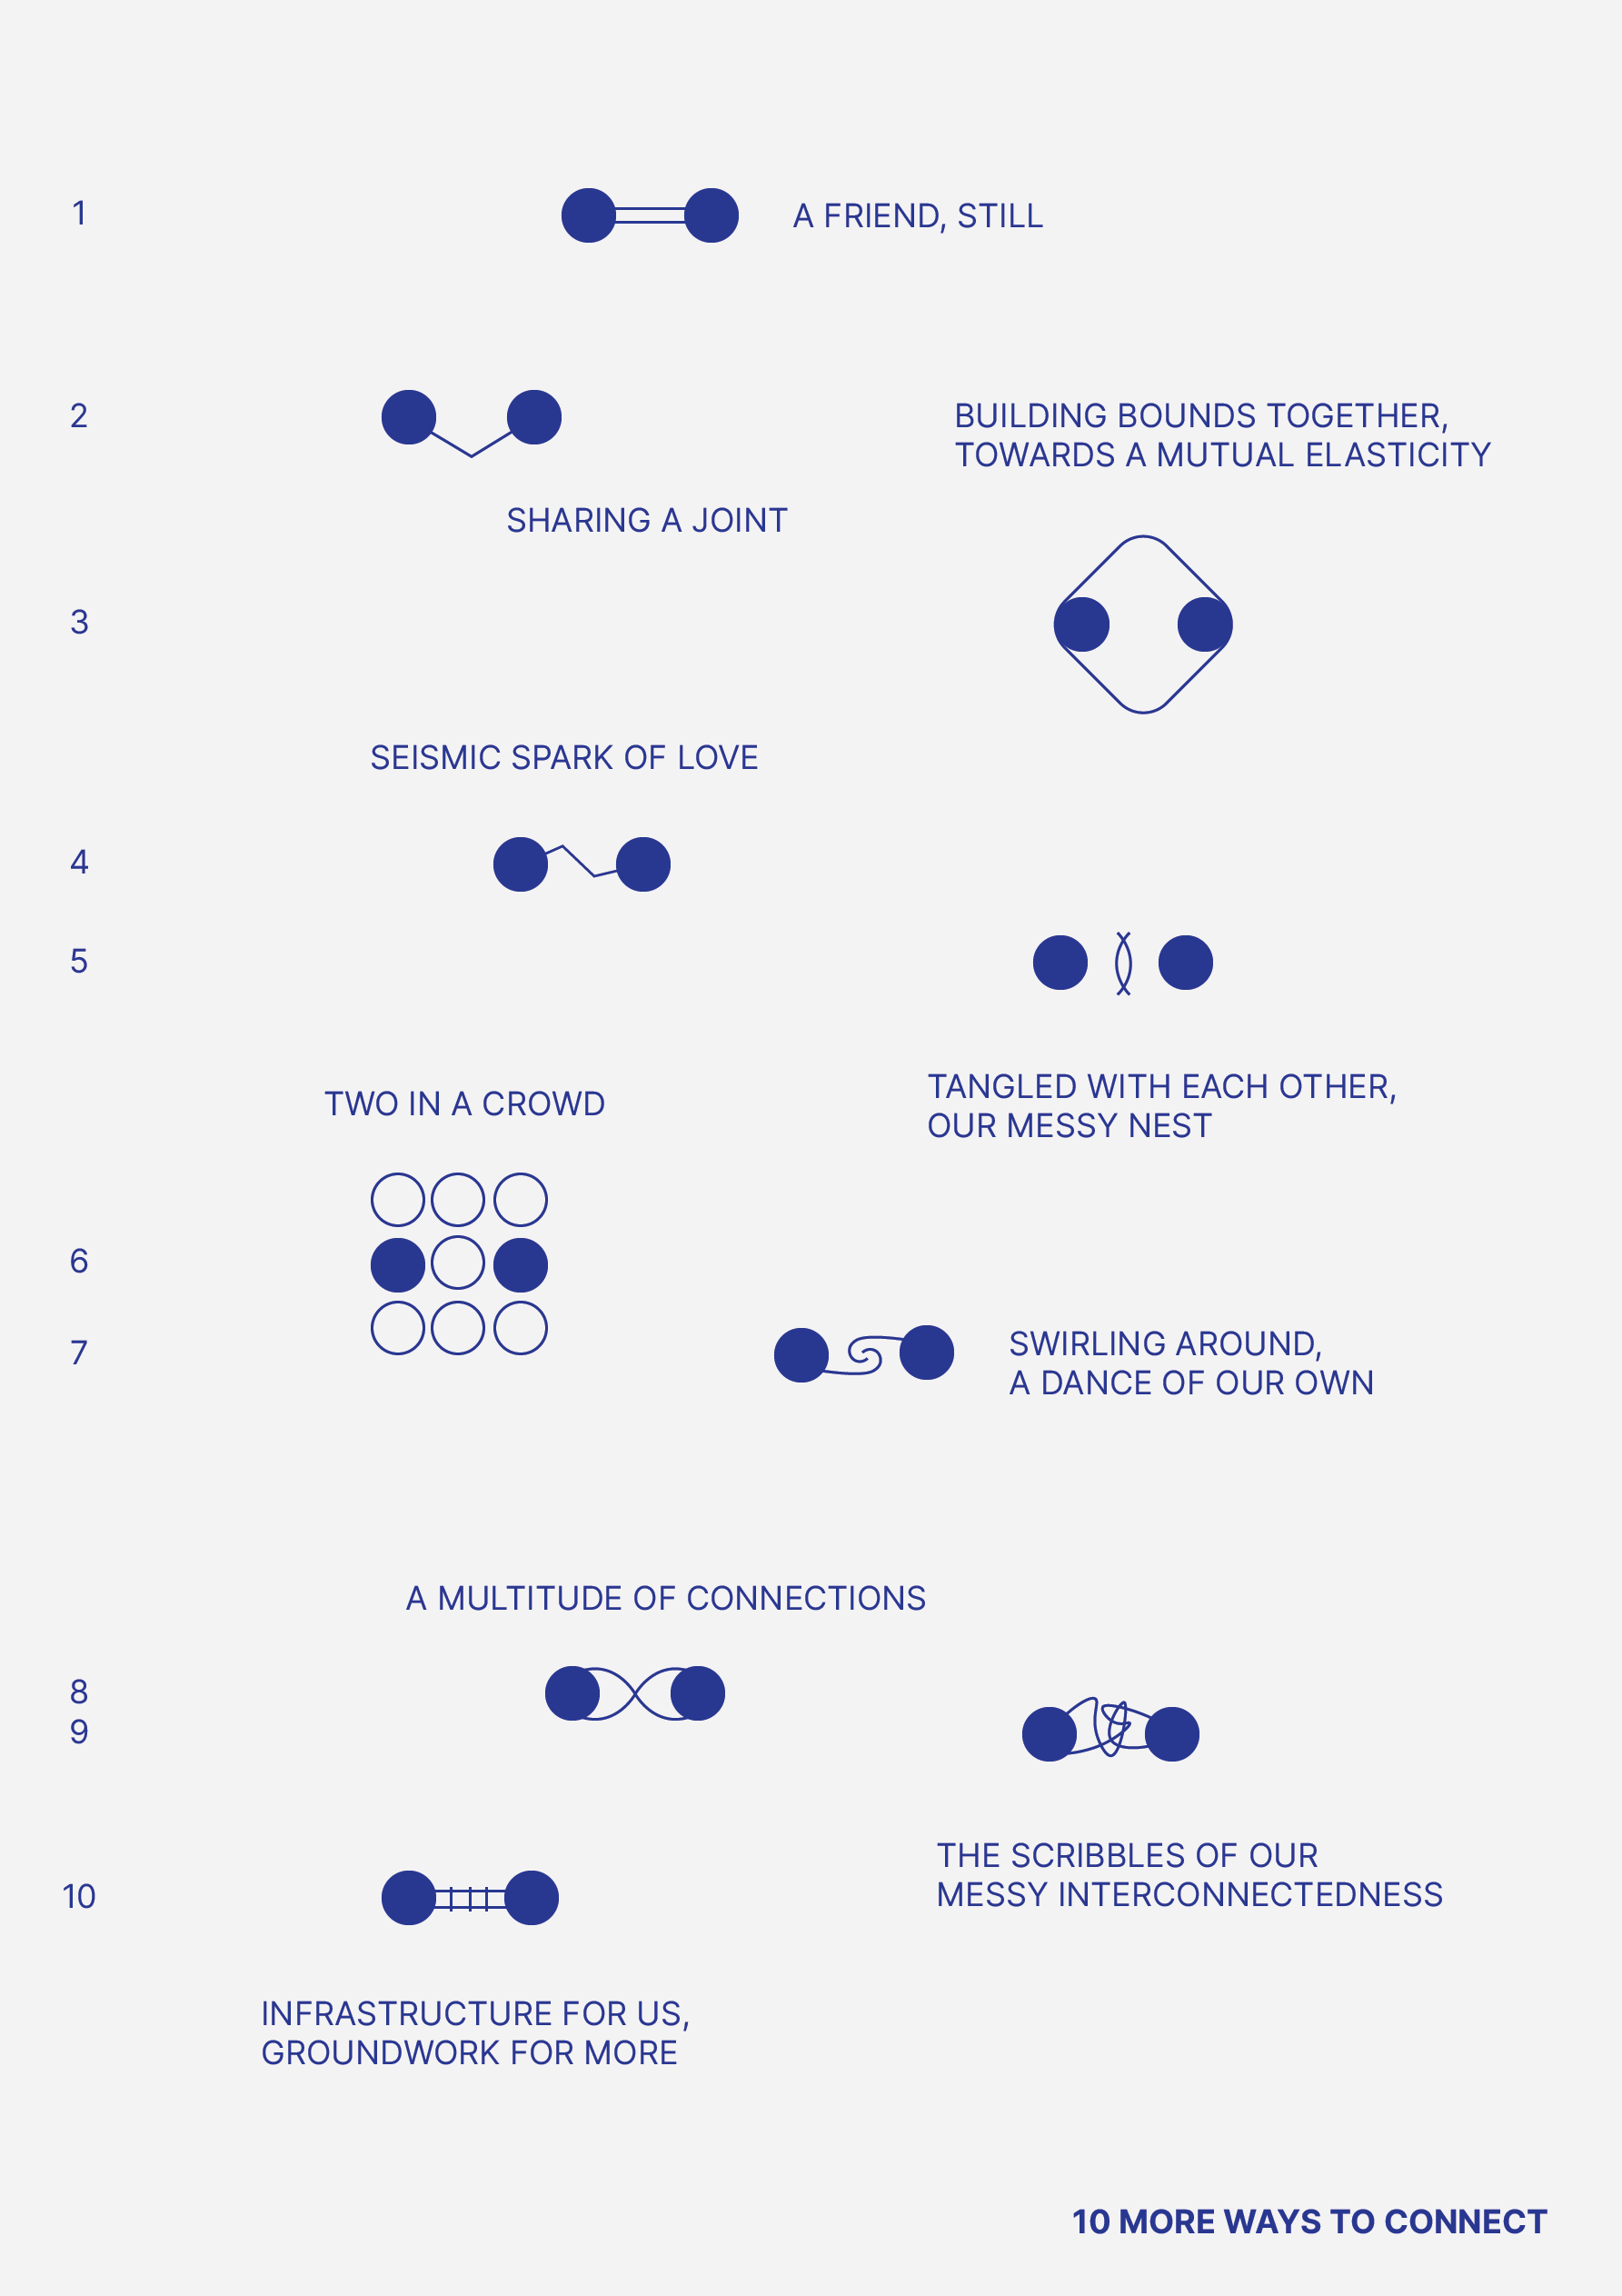 1
A FRIEND, STILL
2
SHARING A JOINT
BUILDING BOUNDS TOGETHER,
TOWARDS A MUTUAL ELASTICITY
3
SEISMIC SPARK OF LOVE
4
5
TANGLED WITH EACH OTHER,
OUR MESSY NEST
TWO IN A CROWD
6
7
SWIRLING AROUND,
A DANCE OF OUR OWN
A MULTITUDE OF CONNECTIONS
8
9
THE SCRIBBLES OF OUR
MESSY INTERCONNECTEDNESS
10
INFRASTRUCTURE FOR US,
GROUNDWORK FOR MORE
10 MORE WAYS TO CONNECT